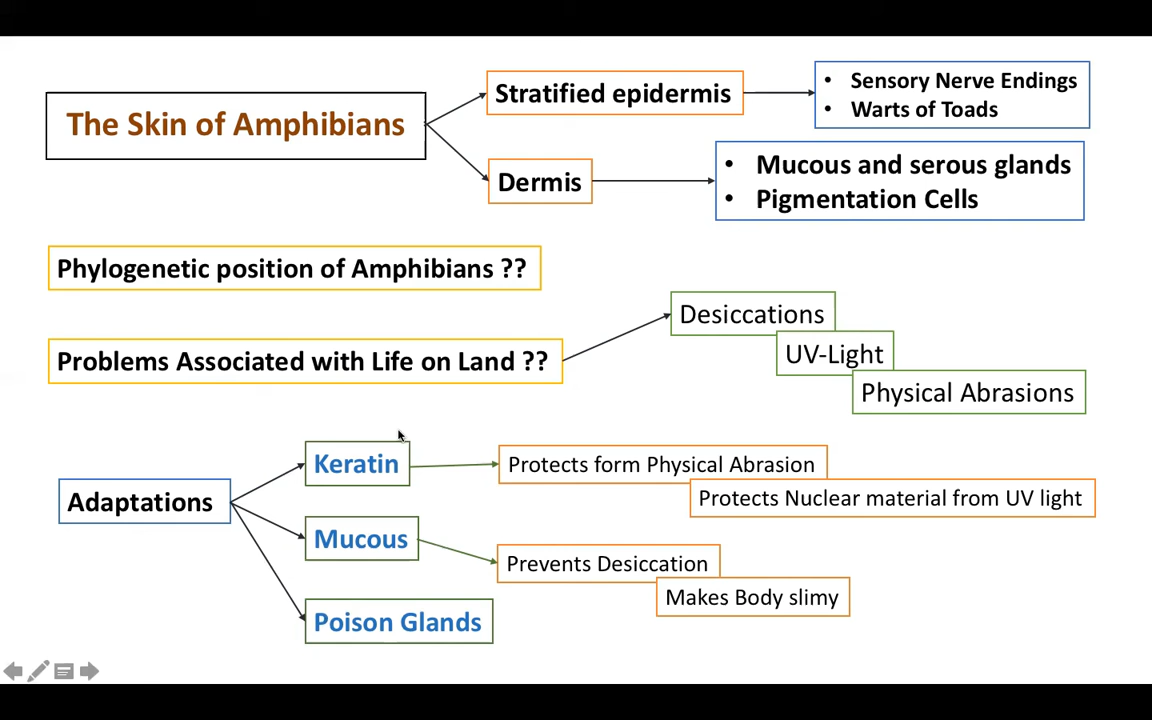 The Skin of Amphibians
Stratified epidermis
• Sensory Nerve Endings
• Warts of Toads
Dermis
• Mucous and serous glands
• Pigmentation Cells
Phylogenetic position of Amphibians ??
Problems Associated with Life on Land ??
Desiccations
UV-Light
Physical Abrasions
Adaptations
Keratin
Protects form Physical Abrasion
Protects Nuclear material from UV light
Mucous
Prevents Desiccation
Makes Body slimy
Poison Glands